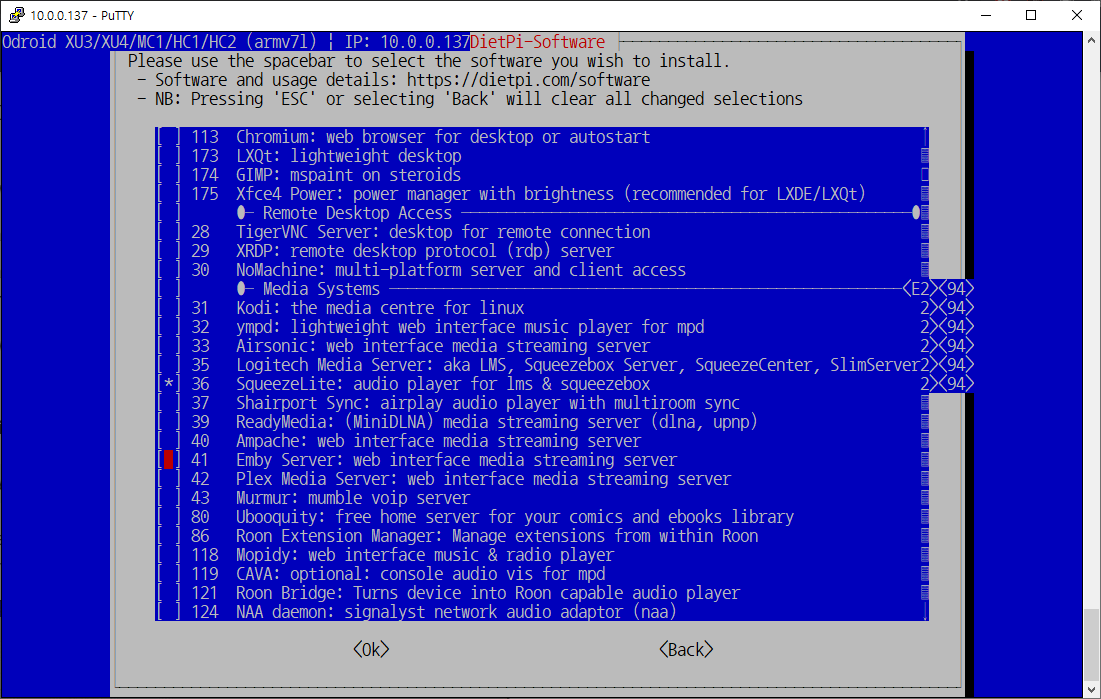 10.0.0.137 - PuTTY
Odroid XU3/XU4/MC1/HC1/HC2 (armv7l) ¦ IP: 10.0.0.137 DietPi-Software
Please use the spacebar to select the software you wish to install.
- Software and usage details: https://dietpi.com/software
- NB: Pressing 'ESC' or selecting 'Back' will clear all changed selections
[ ] 113 Chromium: web browser for desktop or autostart
[ ] 173 LXQt: lightweight desktop
[ ] 174 GIMP: mspaint on steroids
[ ] 175 Xfce4 Power: power manager with brightness (recommended for LXDE/LXQt)
[ ] ●─ Remote Desktop Access ─●
[ ] 28 TigerVNC Server: desktop for remote connection
[ ] 29 XRDP: remote desktop protocol (rdp) server
[ ] 30 NoMachine: multi-platform server and client access
[ ] ●─ Media Systems ─<E2><94>
[ ] 31 Kodi: the media centre for linux 2><94>
[ ] 32 ympd: lightweight web interface music player for mpd 2><94>
[ ] 33 Airsonic: web interface media streaming server 2><94>
[ ] 35 Logitech Media Server: aka LMS, Squeezebox Server, SqueezeCenter, SlimServer2><94>
[*] 36 SqueezeLite: audio player for lms & squeezebox 2><94>
[ ] 37 Shairport Sync: airplay audio player with multiroom sync
[ ] 39 ReadyMedia: (MiniDLNA) media streaming server (dlna, upnp)
[ ] 40 Ampache: web interface media streaming server
[ ] 41 Emby Server: web interface media streaming server
[ ] 42 Plex Media Server: web interface media streaming server
[ ] 43 Murmur: mumble voip server
[ ] 80 Ubooquity: free home server for your comics and ebooks library
[ ] 86 Roon Extension Manager: Manage extensions from within Roon
[ ] 118 Mopidy: web interface music & radio player
[ ] 119 CAVA: optional: console audio vis for mpd
[ ] 121 Roon Bridge: Turns device into Roon capable audio player
[ ] 124 NAA daemon: signalyst network audio adaptor (naa)
<Ok> <Back>